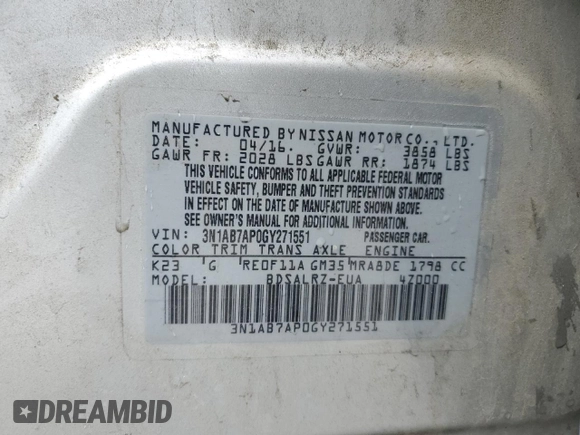 MANUFACTURED BY NISSAN MOTOR CO., LTD.
DATE: 04/16. GVWR: 3858 LBS
GAWR FR: 2028 LBS GAWR RR: 1874 LBS
THIS VEHICLE CONFORMS TO ALL APPLICABLE FEDERAL MOTOR
VEHICLE SAFETY, BUMPER AND THEFT PREVENTION STANDARDS
IN EFFECT ON THE DATE OF MANUFACTURE SHOWN ABOVE.
SEE OWNER'S MANUAL FOR ADDITIONAL INFORMATION.
VIN: 3N1AB7AP0GY271551 PASSENGER CAR.
COLOR TRIM TRANS AXLE ENGINE
K23 'G 'RE0F11A GM35'MRA8DE 1798 CC
MODEL: BDSALRZ-EUA 4Z000
3N1AB7AP0GY271551
DREAMBID